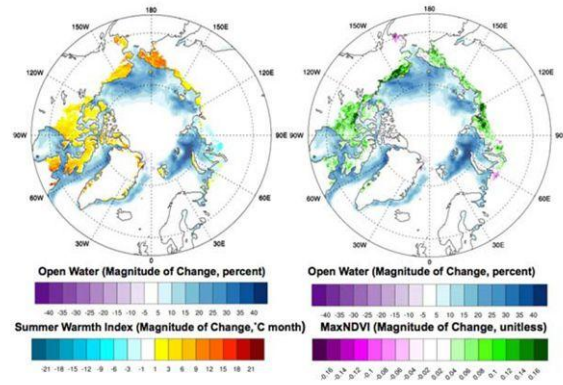 180
150W
150E
120W
120E
90W
90E
60W
60E
30W
30E
0
Open Water (Magnitude of Change, percent)
-40 -35 -25 -15 -10 -5 5 10 15 20 25 30 35 40
Summer Warmth Index (Magnitude of Change,°C month)
-21 -18 -15 -12 -9 -6 -3 -1 1 3 6 9 12 15 18 21
180
150W
150E
120W
120E
90W
90E
60W
60E
30W
30E
0
Open Water (Magnitude of Change, percent)
-40 -35 -25 -15 -10 -5 5 10 15 20 25 30 35 40
MaxNDVI (Magnitude of Change, unitless)
-0.16 -0.14 -0.12 -0.1 -0.08 -0.06 -0.04 -0.02 0.02 0.04 0.06 0.08 0.1 0.12 0.14 0.16